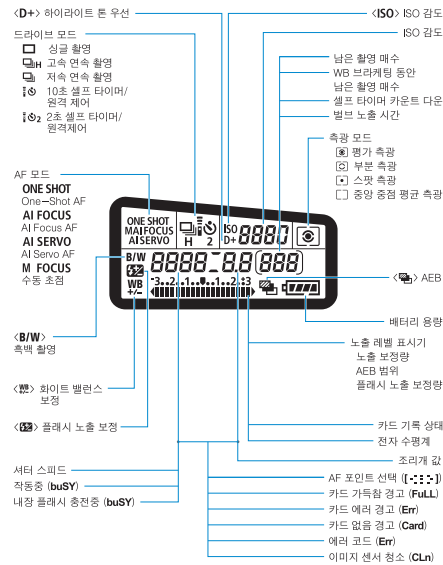 <D+> 하이라이트 톤 우선
드라이브 모드
싱글 촬영
H 고속 연속 촬영
저속 연속 촬영
10초 셀프 타이머/
원격 제어
2 2초 셀프 타이머/
원격제어
AF 모드
ONE SHOT
One-Shot AF
AI FOCUS
AI Focus AF
AI SERVO
AI Servo AF
M FOCUS
수동 초점
<B/W>
흑백 촬영
<WB+/-> 화이트 밸런스
보정
< > 플래시 노출 보정
셔터 스피드
작동중 (buSY)
내장 플래시 충전중 (buSY)
<ISO> ISO 감도
ISO 감도
남은 촬영 매수
WB 브라케팅 동안
남은 촬영 매수
셀프 타이머 카운트 다운
벌브 노출 시간
측광 모드
평가 측광
부분 측광
스팟 측광
중앙 중점 평균 측광
ONE SHOT
MAI FOCUS
AI SERVO
H 2
ISO
D+ 8888
B/W 8888 8.8 (888)
WB
+/-
-3..2..1..0..1..2..3
< > AEB
배터리 용량
노출 레벨 표시기
노출 보정량
AEB 범위
플래시 노출 보정량
카드 기록 상태
전자 수평계
조리개 값
AF 포인트 선택 ([-:::-])
카드 가득참 경고 (FuLL)
카드 에러 경고 (Err)
카드 없음 경고 (Card)
에러 코드 (Err)
이미지 센서 청소 (CLn)